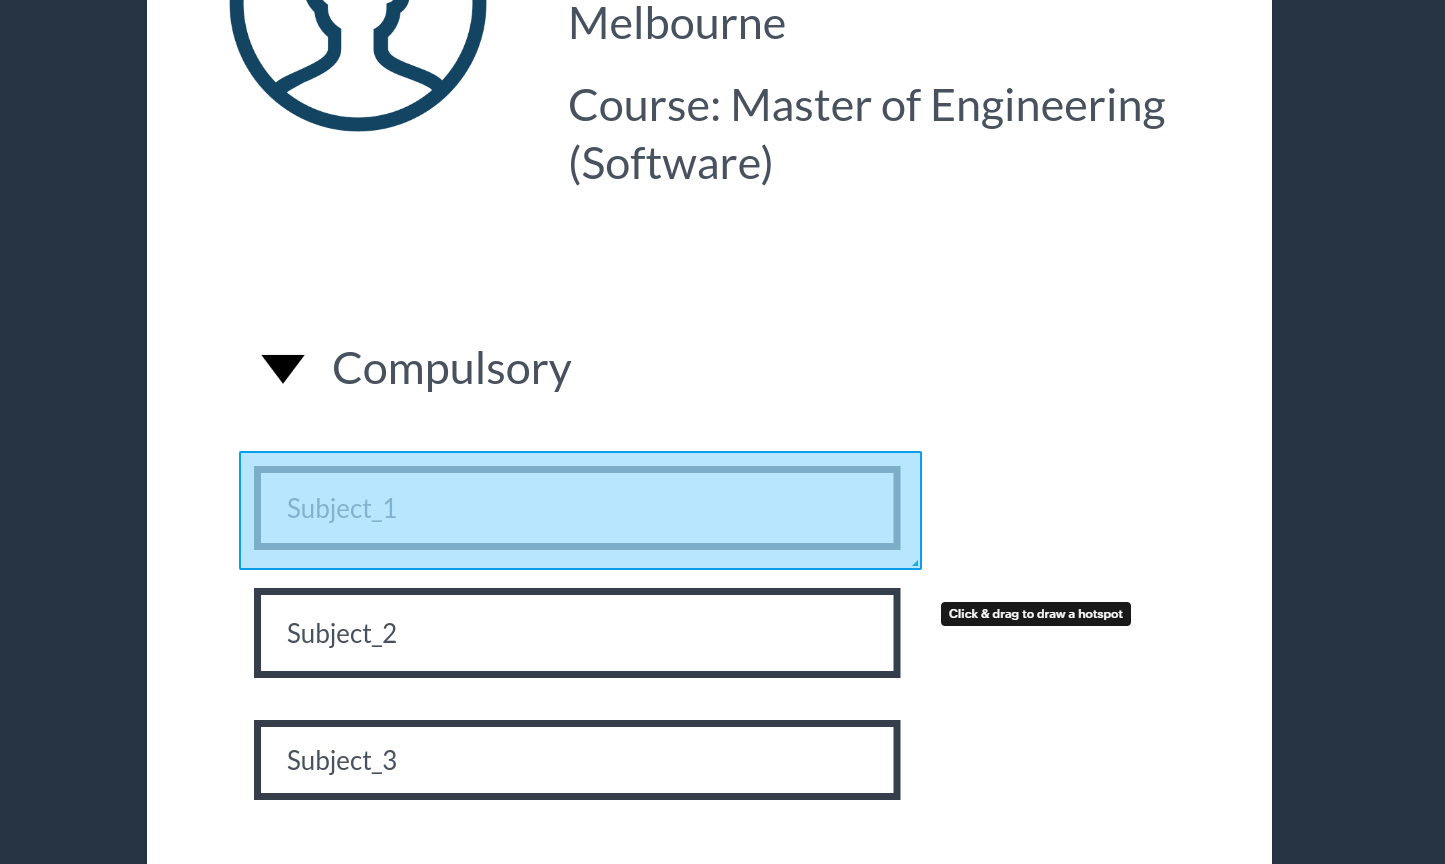 Melbourne
Course: Master of Engineering
(Software)
Compulsory
Subject_1
Subject_2
Click & drag to draw a hotspot
Subject_3